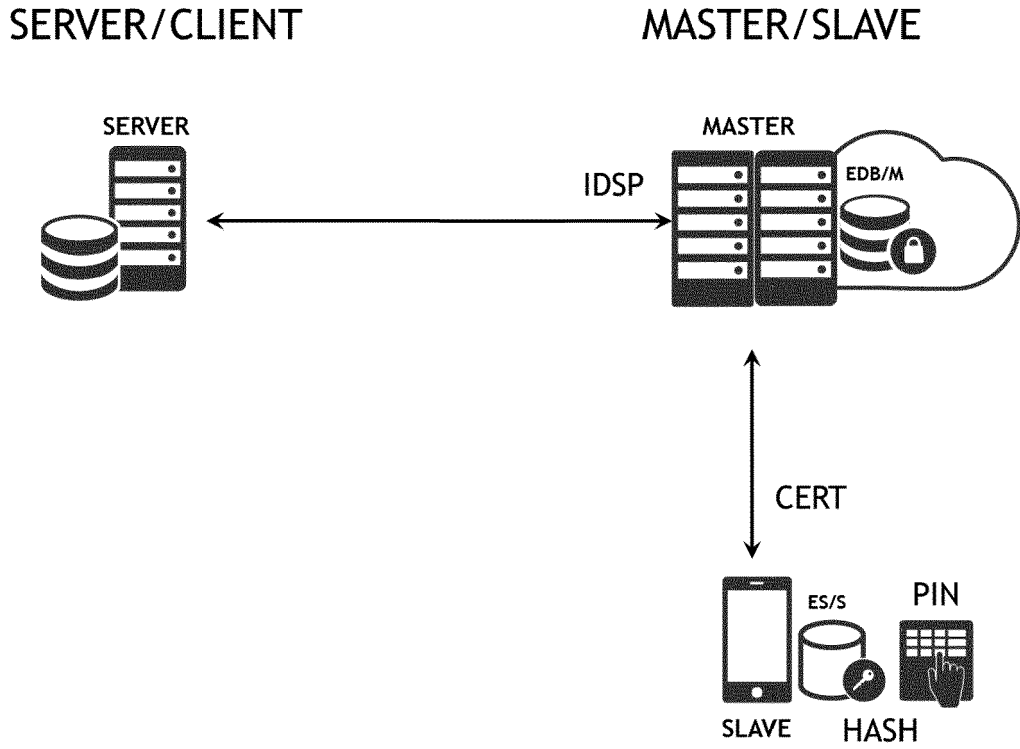 SERVER/CLIENT
MASTER/SLAVE
SERVER
MASTER
IDSP
EDB/M
CERT
ES/S
PIN
SLAVE
HASH